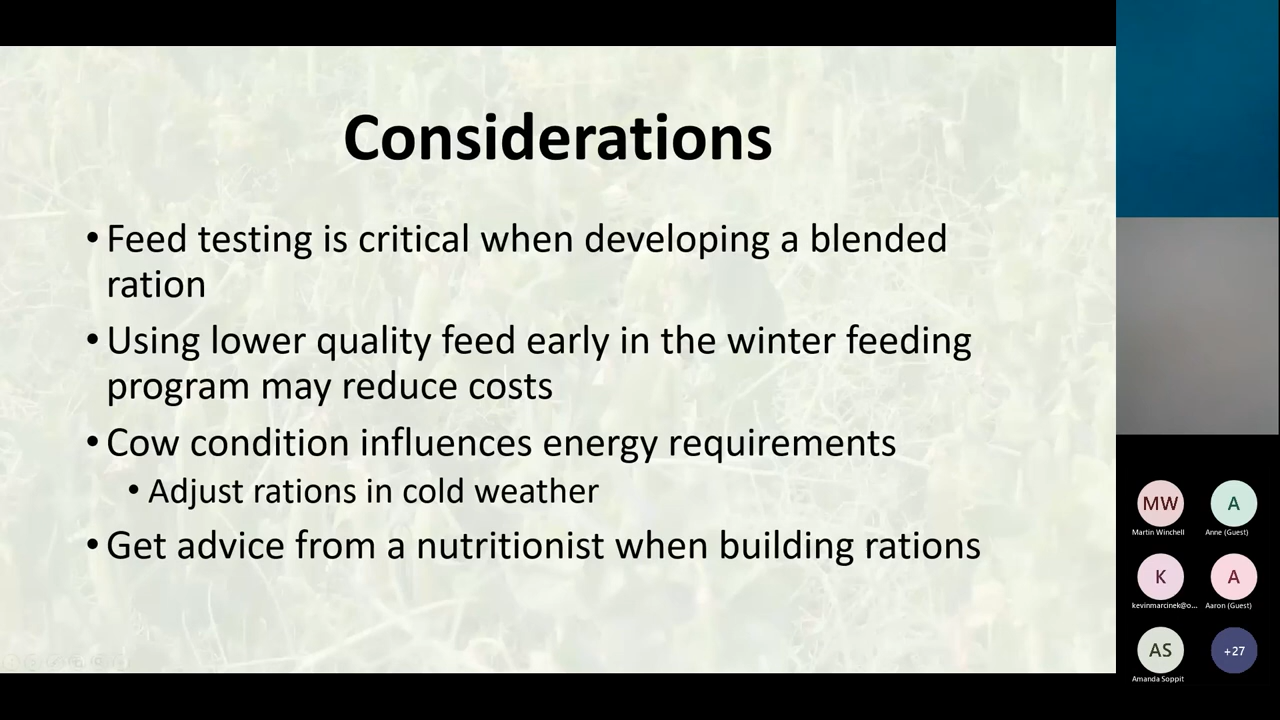 Considerations
• Feed testing is critical when developing a blended
ration
• Using lower quality feed early in the winter feeding
program may reduce costs
• Cow condition influences energy requirements
• Adjust rations in cold weather
• Get advice from a nutritionist when building rations
MW
A
Martin Winchell
Anne (Guest)
K
A
kevinmarcinek@o...
Aaron (Guest)
AS
+27
Amanda Soppit